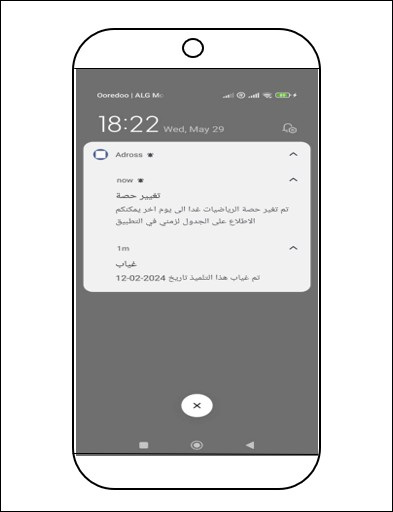 Ooredoo | ALG M
18:22 Wed, May 29
Adross
now
تغيير حصة
تم تغير حصة الرياضيات غدا الى يوم اخر يمكنكم
الاطلاع على الجدول لزمني في التطبيق
1m
غياب
تم غياب هذا التلميذ تاريخ 2024-02-12